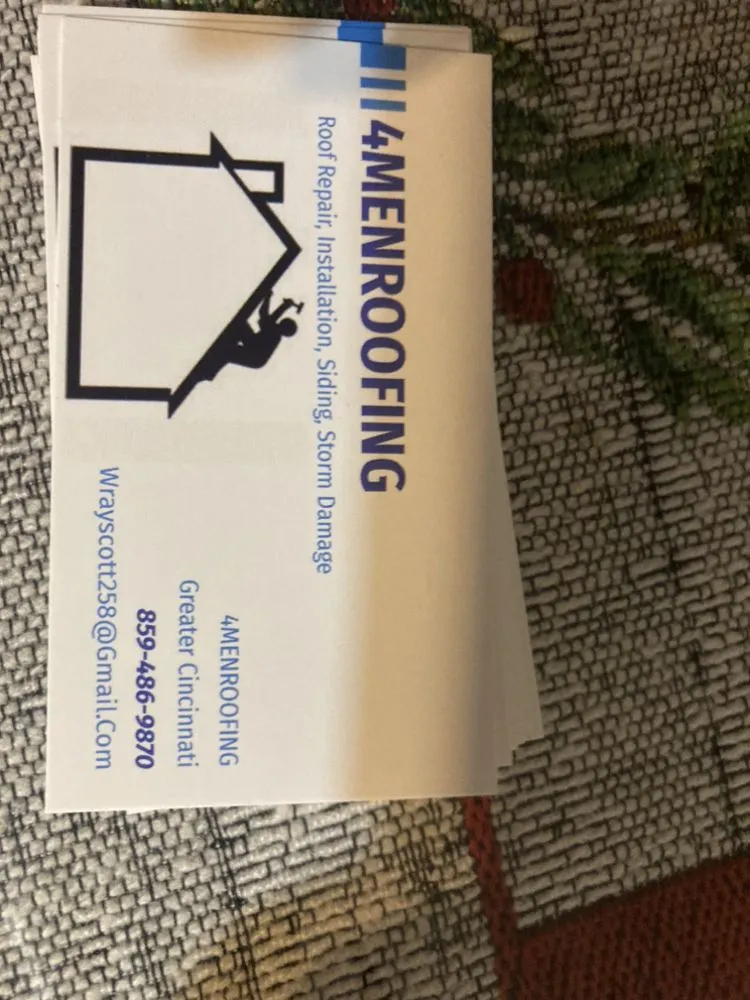 4MENROOFING
Roof Repair, Installation, Siding, Storm Damage
4MENROOFING
Greater Cincinnati
859-486-9870
Wrayscott258@Gmail.Com